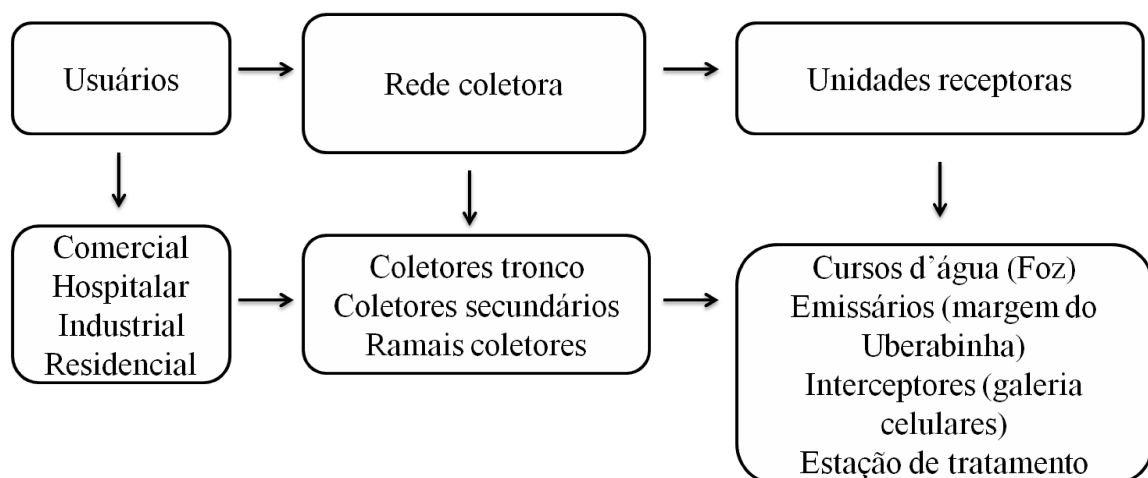 Usuários
Rede coletora
Unidades receptoras
Comercial
Hospitalar
Industrial
Residencial
Coletores tronco
Coletores secundários
Ramais coletores
Cursos d’água (Foz)
Emissários (margem do
Uberabinha)
Interceptores (galeria
celulares)
Estação de tratamento